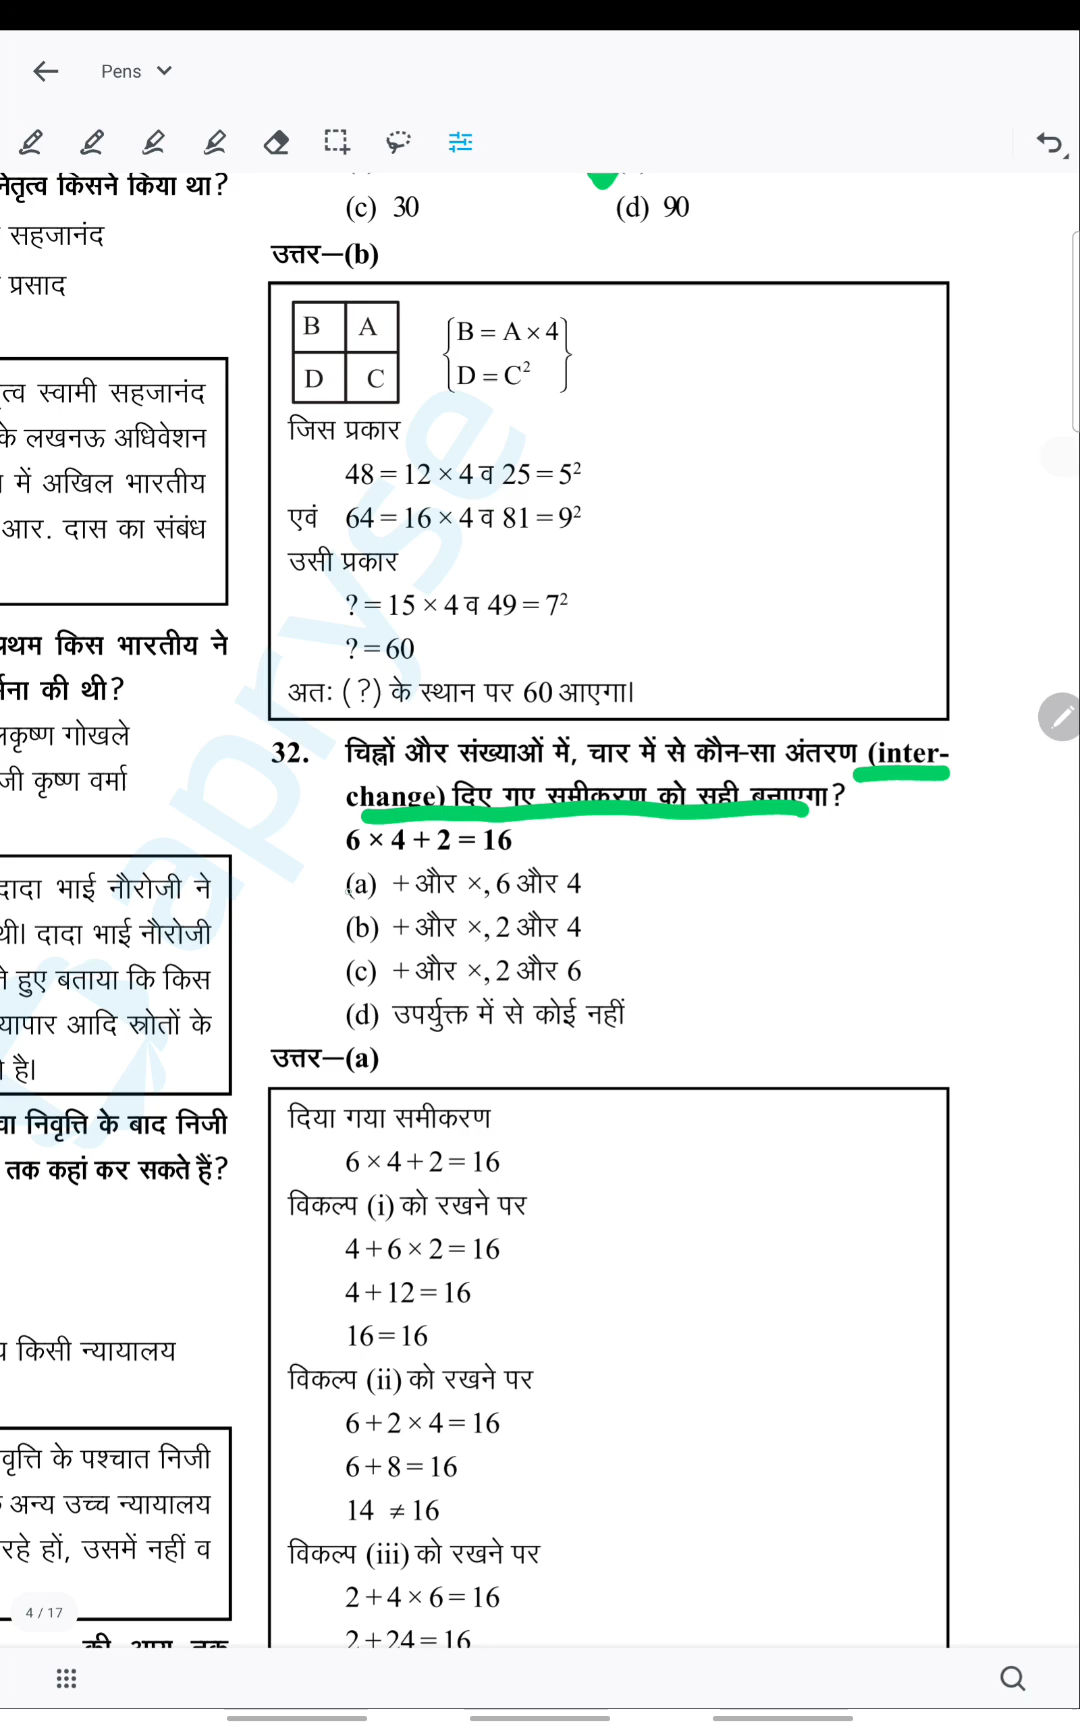 Pens
नेतृत्व किसने किया था?
सहजानंद
प्रसाद
त्व स्वामी सहजानंद
के लखनऊ अधिवेशन
में अखिल भारतीय
आर. दास का संबंध
प्रथम किस भारतीय ने
की थी?
गोखले
जी कृष्ण वर्मा
दादा भाई नौरोजी ने
थी। दादा भाई नौरोजी
हुए बताया कि किस
व्यापार आदि स्रोतों के
है।
निवृत्ति के बाद निजी
तक कहां कर सकते हैं?
किसी न्यायालय
वृत्ति के पश्चात निजी
अन्य उच्च न्यायालय
रहे हों, उसमें नहीं व
4 / 17
(c) 30 (d) 90
उत्तर—(b)
B A
D C
B = A × 4
D = C²
जिस प्रकार
48 = 12 × 4 व 25 = 5²
एवं 64 = 16 × 4 व 81 = 9²
उसी प्रकार
? = 15 × 4 व 49 = 7²
? = 60
अतः (?) के स्थान पर 60 आएगा।
32. चिह्नों और संख्याओं में, चार में से कौन-सा अंतरण (inter-
change) दिए गए समीकरण को सही बनाएगा?
6 × 4 + 2 = 16
(a) + और ×, 6 और 4
(b) + और ×, 2 और 4
(c) + और ×, 2 और 6
(d) उपर्युक्त में से कोई नहीं
उत्तर—(a)
दिया गया समीकरण
6 × 4 + 2 = 16
विकल्प (i) को रखने पर
4 + 6 × 2 = 16
4 + 12 = 16
16 = 16
विकल्प (ii) को रखने पर
6 + 2 × 4 = 16
6 + 8 = 16
14 ≠ 16
विकल्प (iii) को रखने पर
2 + 4 × 6 = 16
2 + 24 = 16
apryse